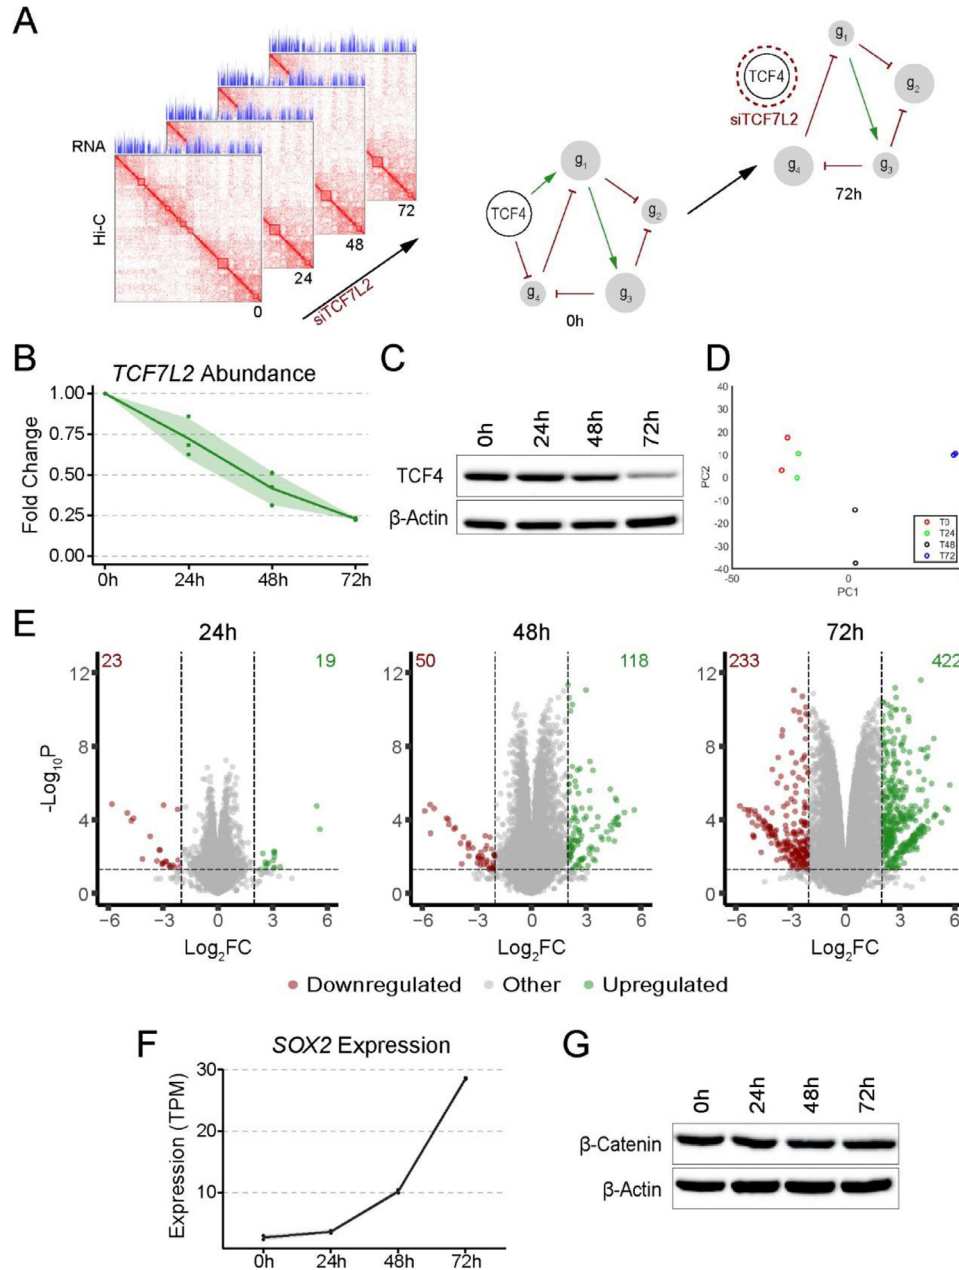 A
RNA
Hi-C
0
24
48
72
siTCF7L2
TCF4
g1
g2
g3
g4
0h
TCF4
siTCF7L2
g1
g2
g3
g4
72h
B
TCF7L2 Abundance
Fold Change
1.00
0.75
0.50
0.25
0.00
0h 24h 48h 72h
C
0h 24h 48h 72h
TCF4
β-Actin
D
PC2
40
30
20
10
0
-10
-20
-30
-40
-50 0
PC1
T0
T24
T48
T72
E
24h
23 19
48h
50 118
72h
233 422
-Log10P
12
8
4
0
−6 −3 0 3 6
Log2FC
12
8
4
0
−6 −3 0 3 6
Log2FC
12
8
4
0
−6 −3 0 3 6
Log2FC
Downregulated Other Upregulated
F
SOX2 Expression
Expression (TPM)
30
20
10
0h 24h 48h 72h
G
0h 24h 48h 72h
β-Catenin
β-Actin